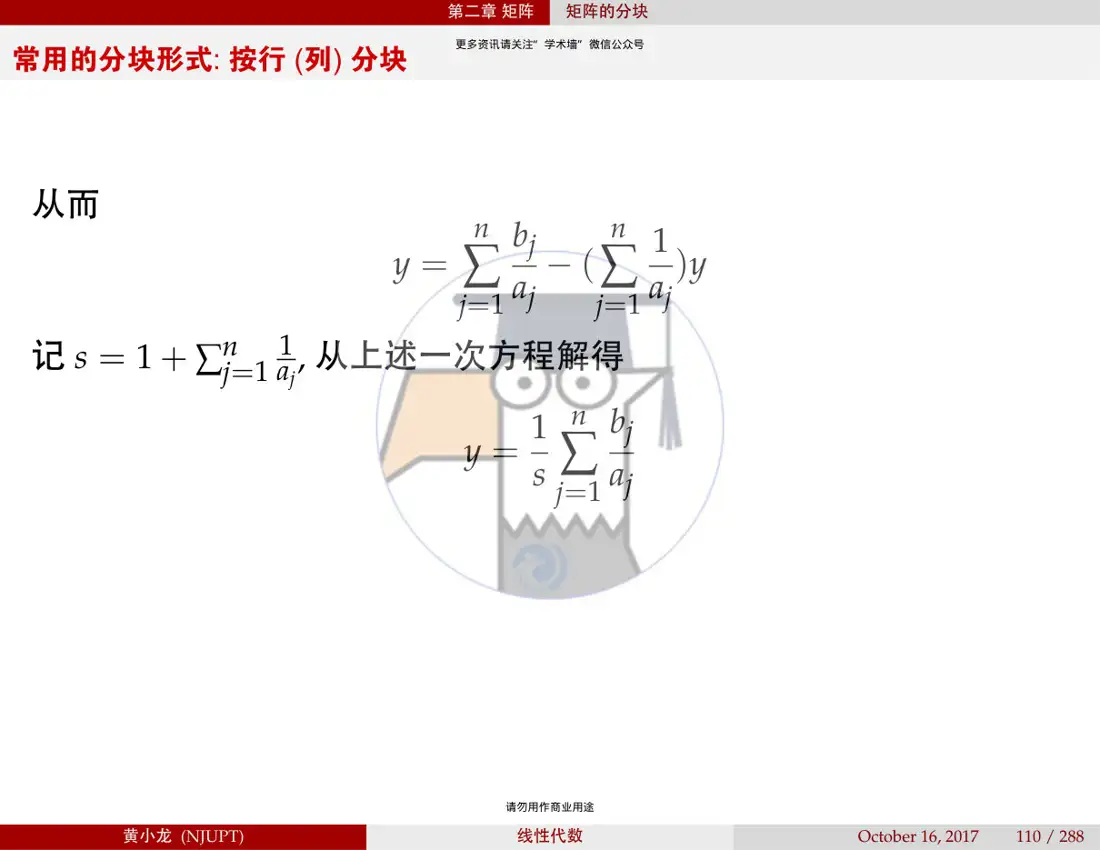 第二章 矩阵 矩阵的分块
更多资讯请关注“学术墙”微信公众号
常用的分块形式: 按行 (列) 分块
从而
y = \sum_{j=1}^{n} \frac{b_j}{a_j} − (\sum_{j=1}^{n} \frac{1}{a_j})y
记 s = 1 + \sum_{j=1}^{n} \frac{1}{a_j}, 从上述一次方程解得
y = \frac{1}{s} \sum_{j=1}^{n} \frac{b_j}{a_j}
请勿用作商业用途
黄小龙 (NJUPT) 线性代数 October 16, 2017 110 / 288